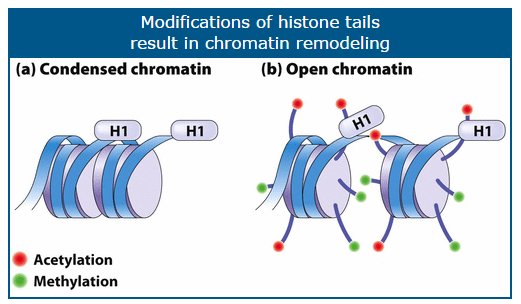 Modifications of histone tails
result in chromatin remodeling
(a) Condensed chromatin
(b) Open chromatin
H1
H1
H1
H1
Acetylation
Methylation